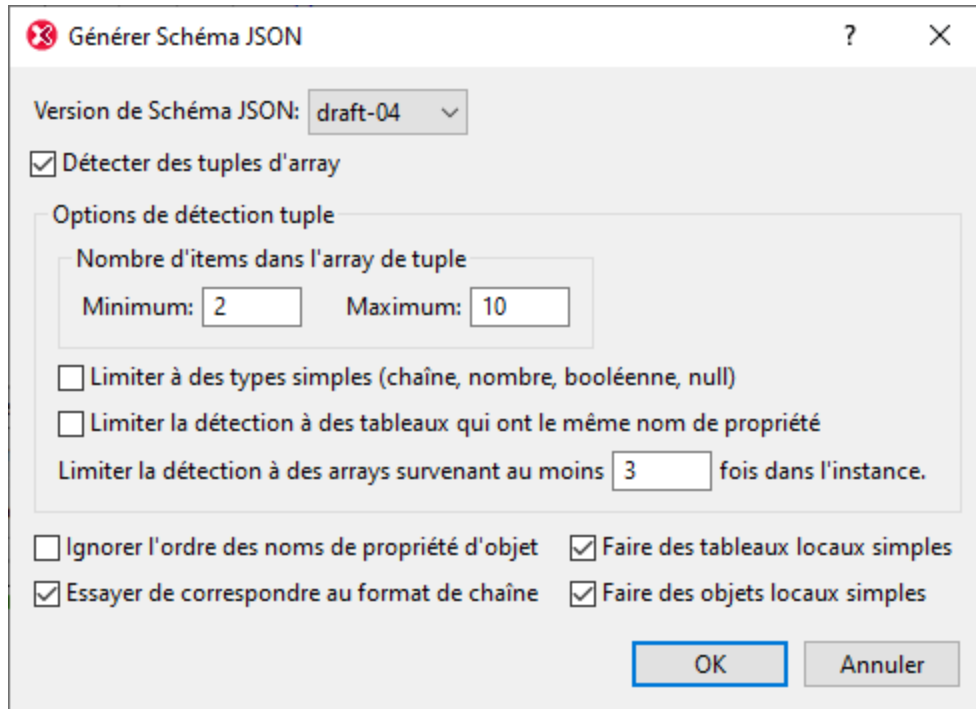 Générer Schéma JSON ?
Version de Schéma JSON: draft-04
Détecter des tuples d'array
Options de détection tuple
Nombre d'items dans l'array de tuple
Minimum: 2 Maximum: 10
Limiter à des types simples (chaîne, nombre, booléenne, null)
Limiter la détection à des tableaux qui ont le même nom de propriété
Limiter la détection à des arrays survenant au moins 3 fois dans l'instance.
Ignorer l'ordre des noms de propriété d'objet Faire des tableaux locaux simples
Essayer de correspondre au format de chaîne Faire des objets locaux simples
OK Annuler